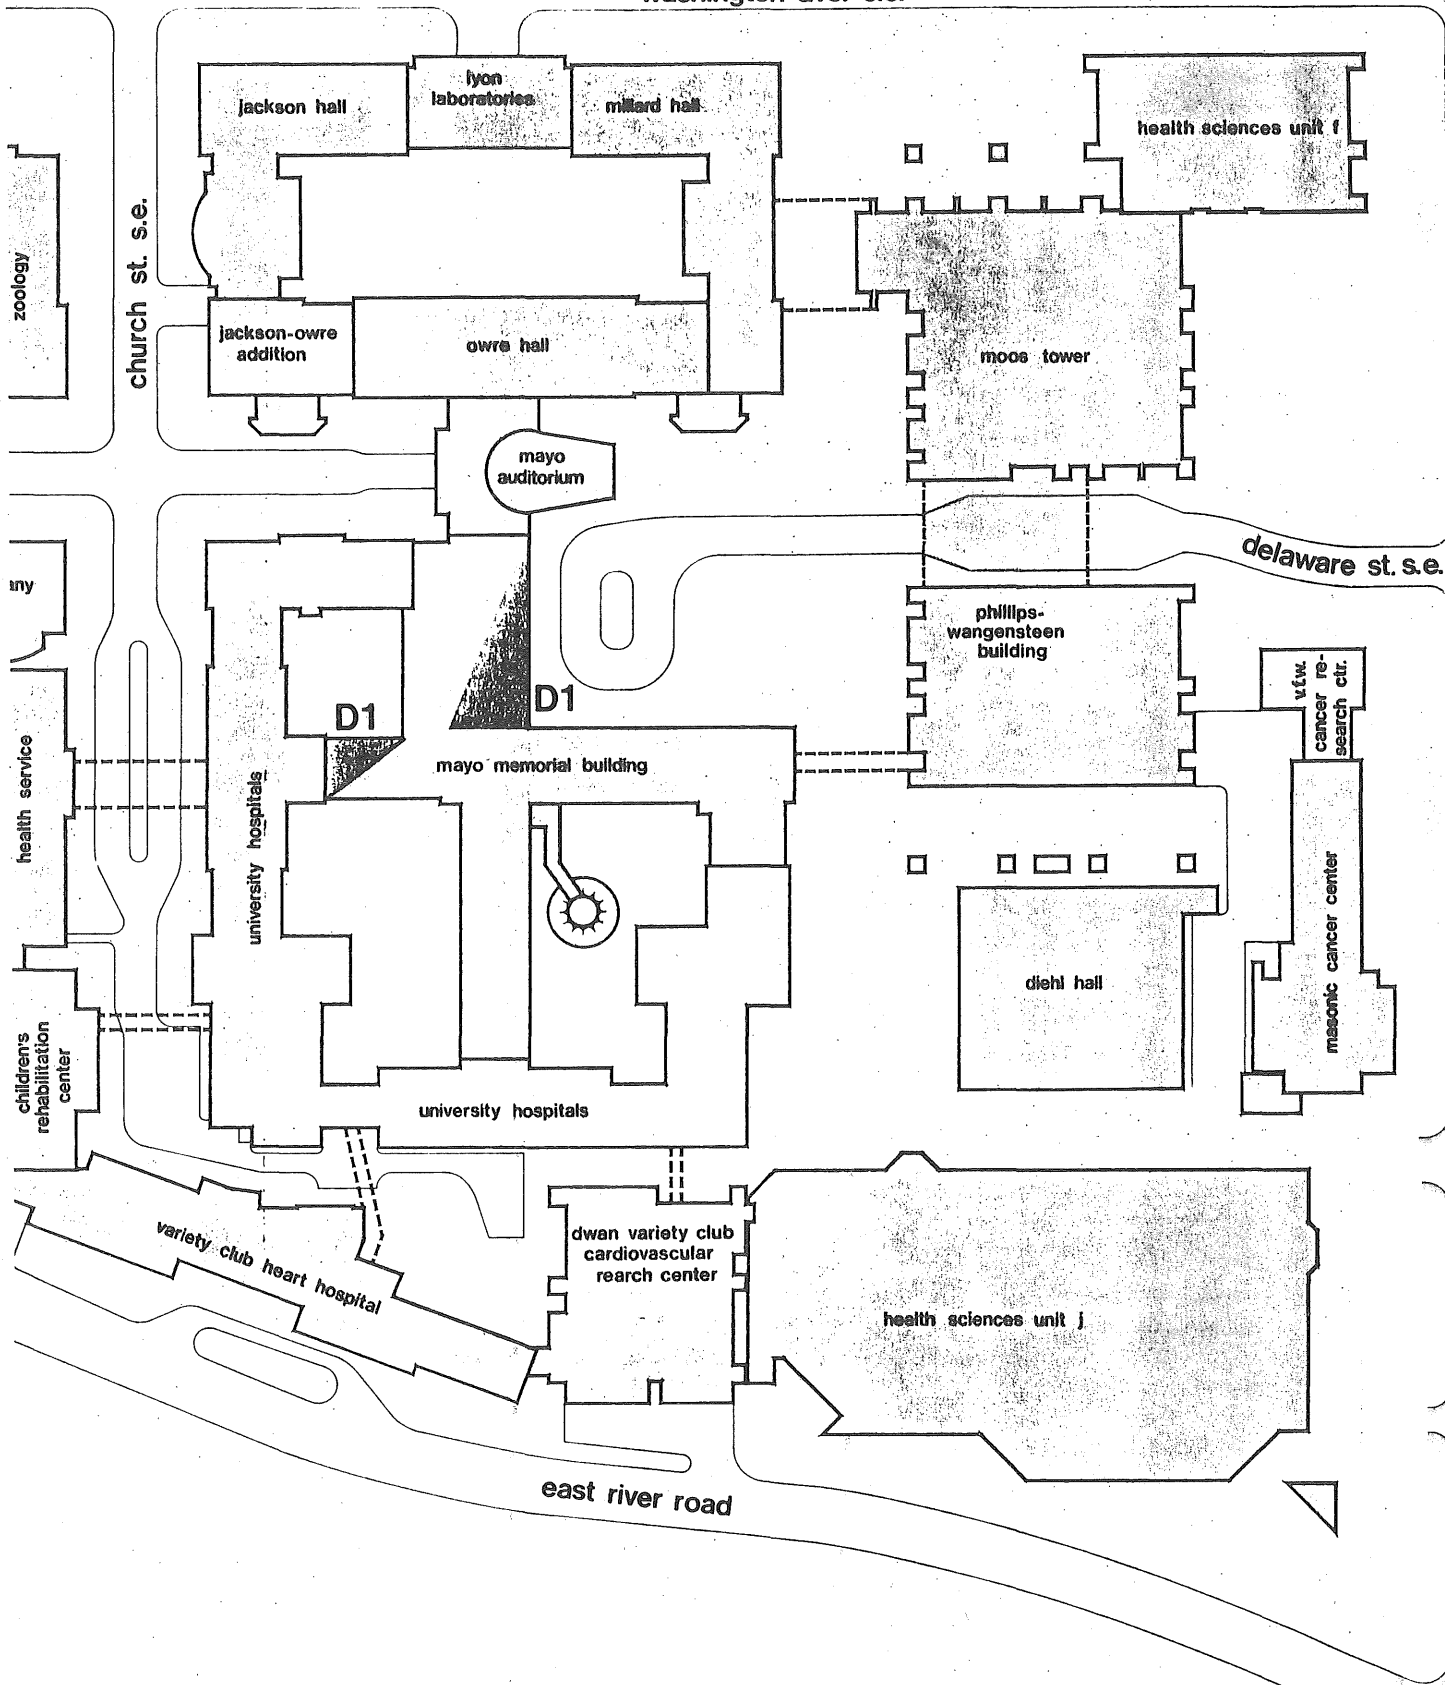 jackson hall
lyon
laboratories
millard hall
health sciences unit f
zoology
church st. s.e.
jackson-owre
addition
owre hall
moos tower
mayo
auditorium
delaware st. s.e.
phillips-
wangensteen
building
v.f.w.
cancer re-
search ctr.
D1
D1
mayo memorial building
health service
university hospitals
masonic cancer center
diehl hall
children's
rehabilitation
center
university hospitals
variety club heart hospital
dwan variety club
cardiovascular
rearch center
health sciences unit j
east river road